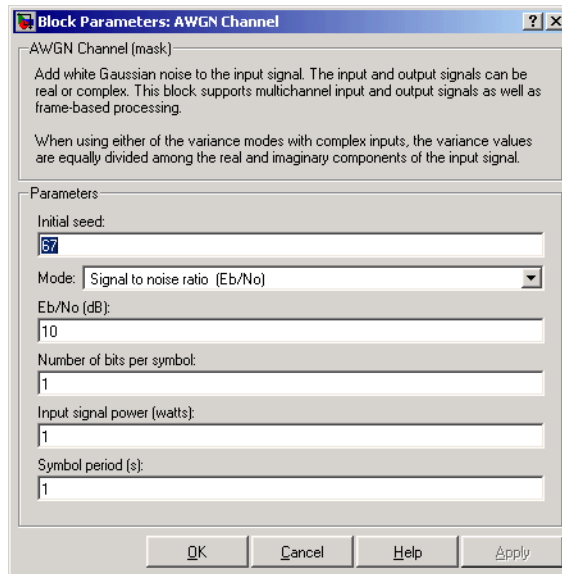 Block Parameters: AWGN Channel
AWGN Channel (mask)
Add white Gaussian noise to the input signal. The input and output signals can be
real or complex. This block supports multichannel input and output signals as well as
frame-based processing.
When using either of the variance modes with complex inputs, the variance values
are equally divided among the real and imaginary components of the input signal.
Parameters
Initial seed:
67
Mode: Signal to noise ratio (Eb/No)
Eb/No (dB):
10
Number of bits per symbol:
1
Input signal power (watts):
1
Symbol period (s):
1
OK Cancel Help Apply